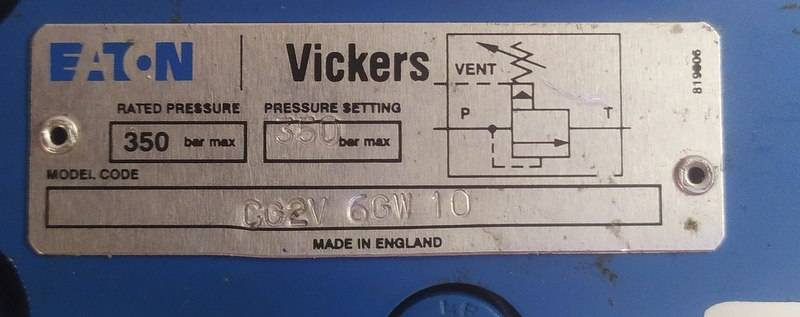 EATON
Vickers
RATED PRESSURE
350 bar max
PRESSURE SETTING
350 bar max
VENT
P
T
819806
MODEL CODE
CG2V 6GW 10
MADE IN ENGLAND